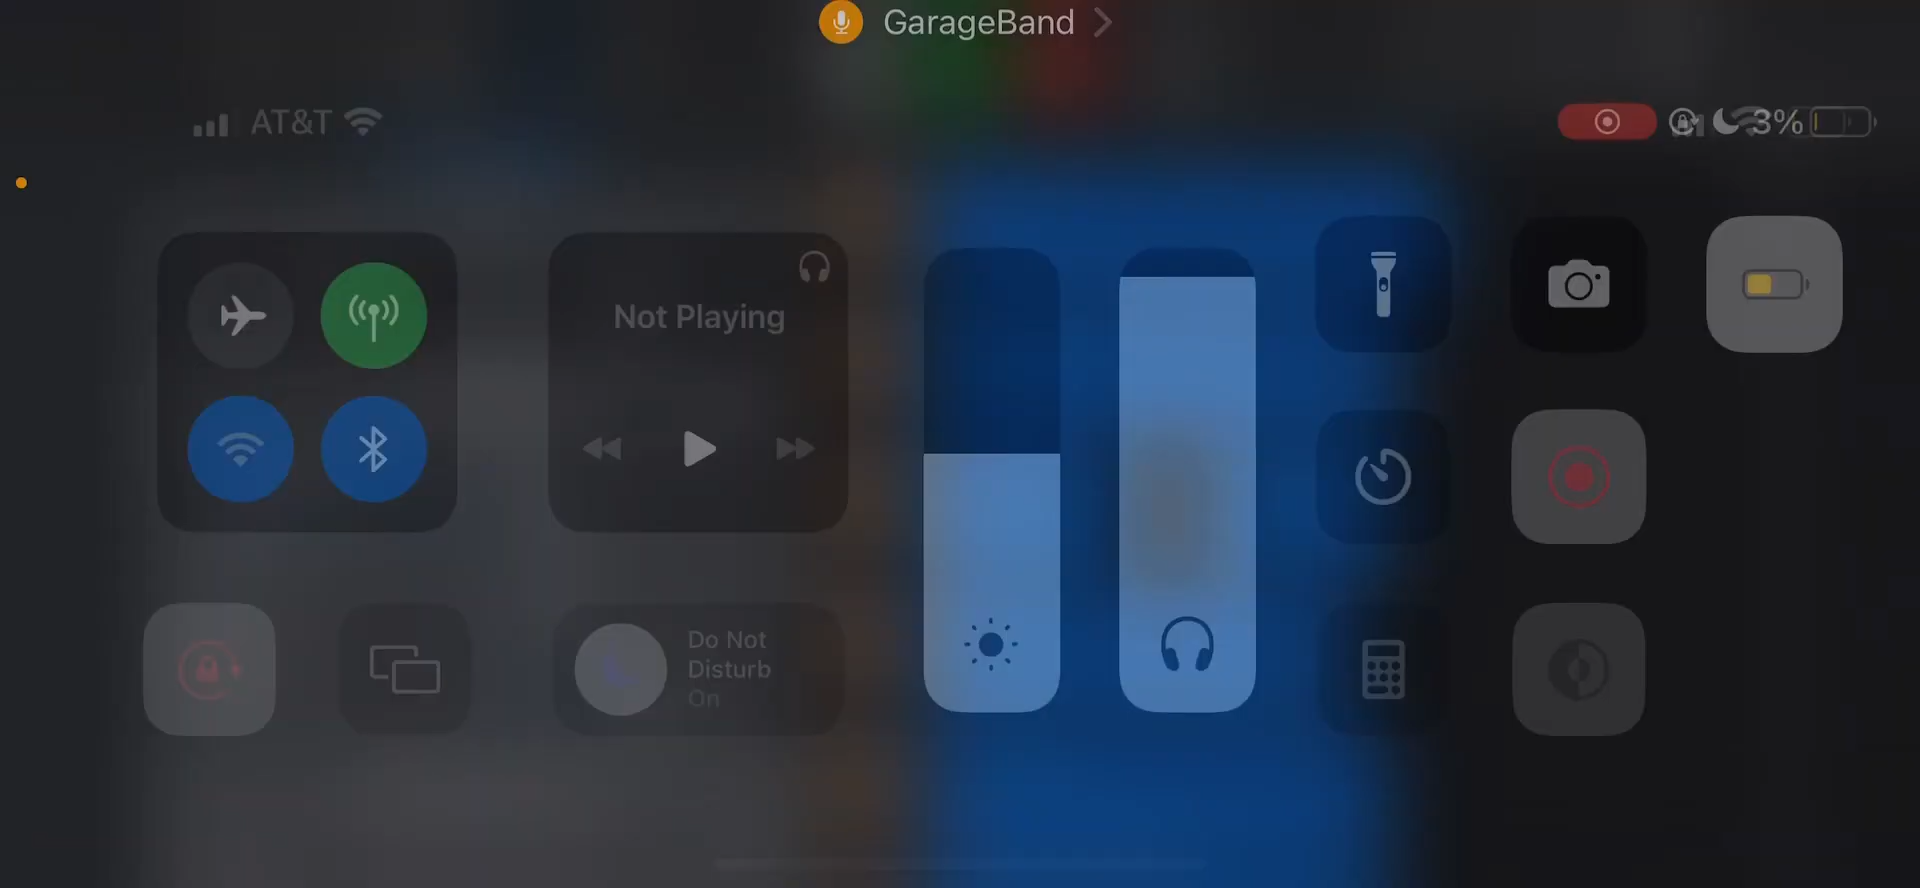 GarageBand
AT&T
3%
Not Playing
Do Not
Disturb
On